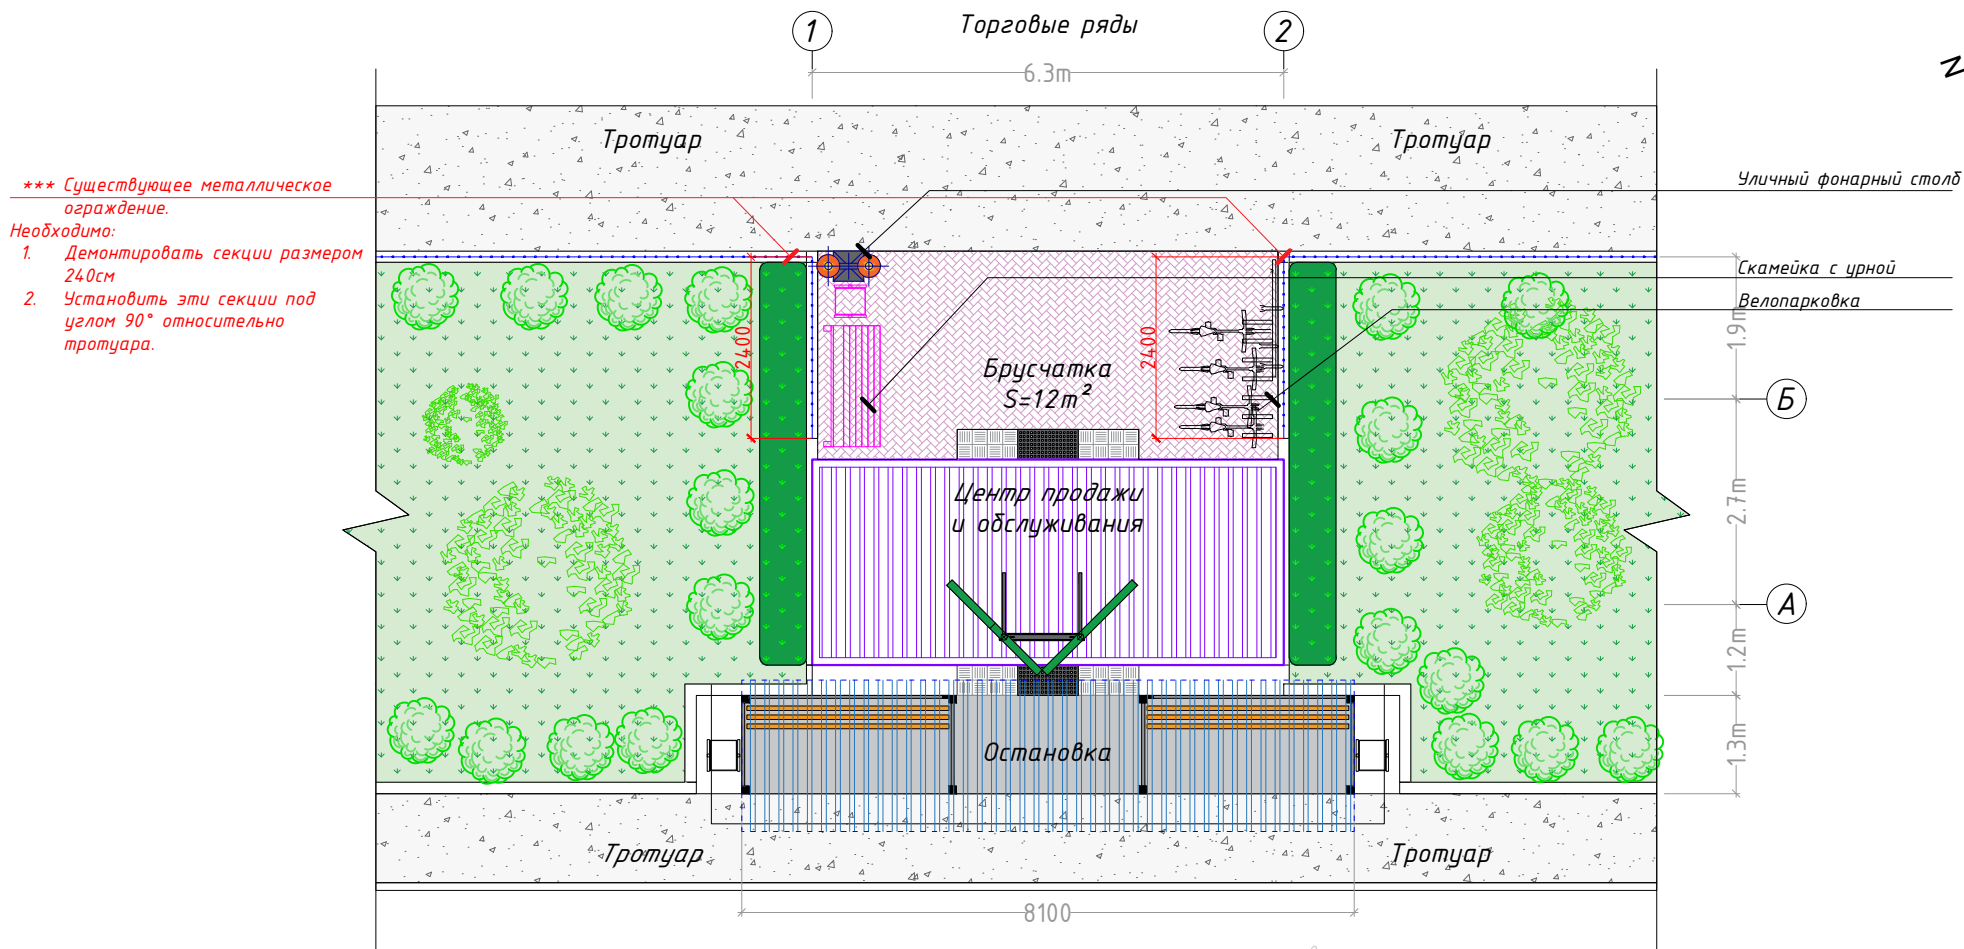 1
Торговые ряды
2
6.3m
N
Тротуар
Тротуар
*** Существующее металлическое
ограждение.
Необходимо:
1. Демонтировать секции размером
240см
2. Установить эти секции под
углом 90° относительно
тротуара.
Уличный фонарный столб
Скамейка с урной
Велопарковка
2400
2400
1.9m
Брусчатка
S=12m²
Б
Центр продажи
и обслуживания
2.7m
А
1.2m
Остановка
1.3m
Тротуар
Тротуар
8100